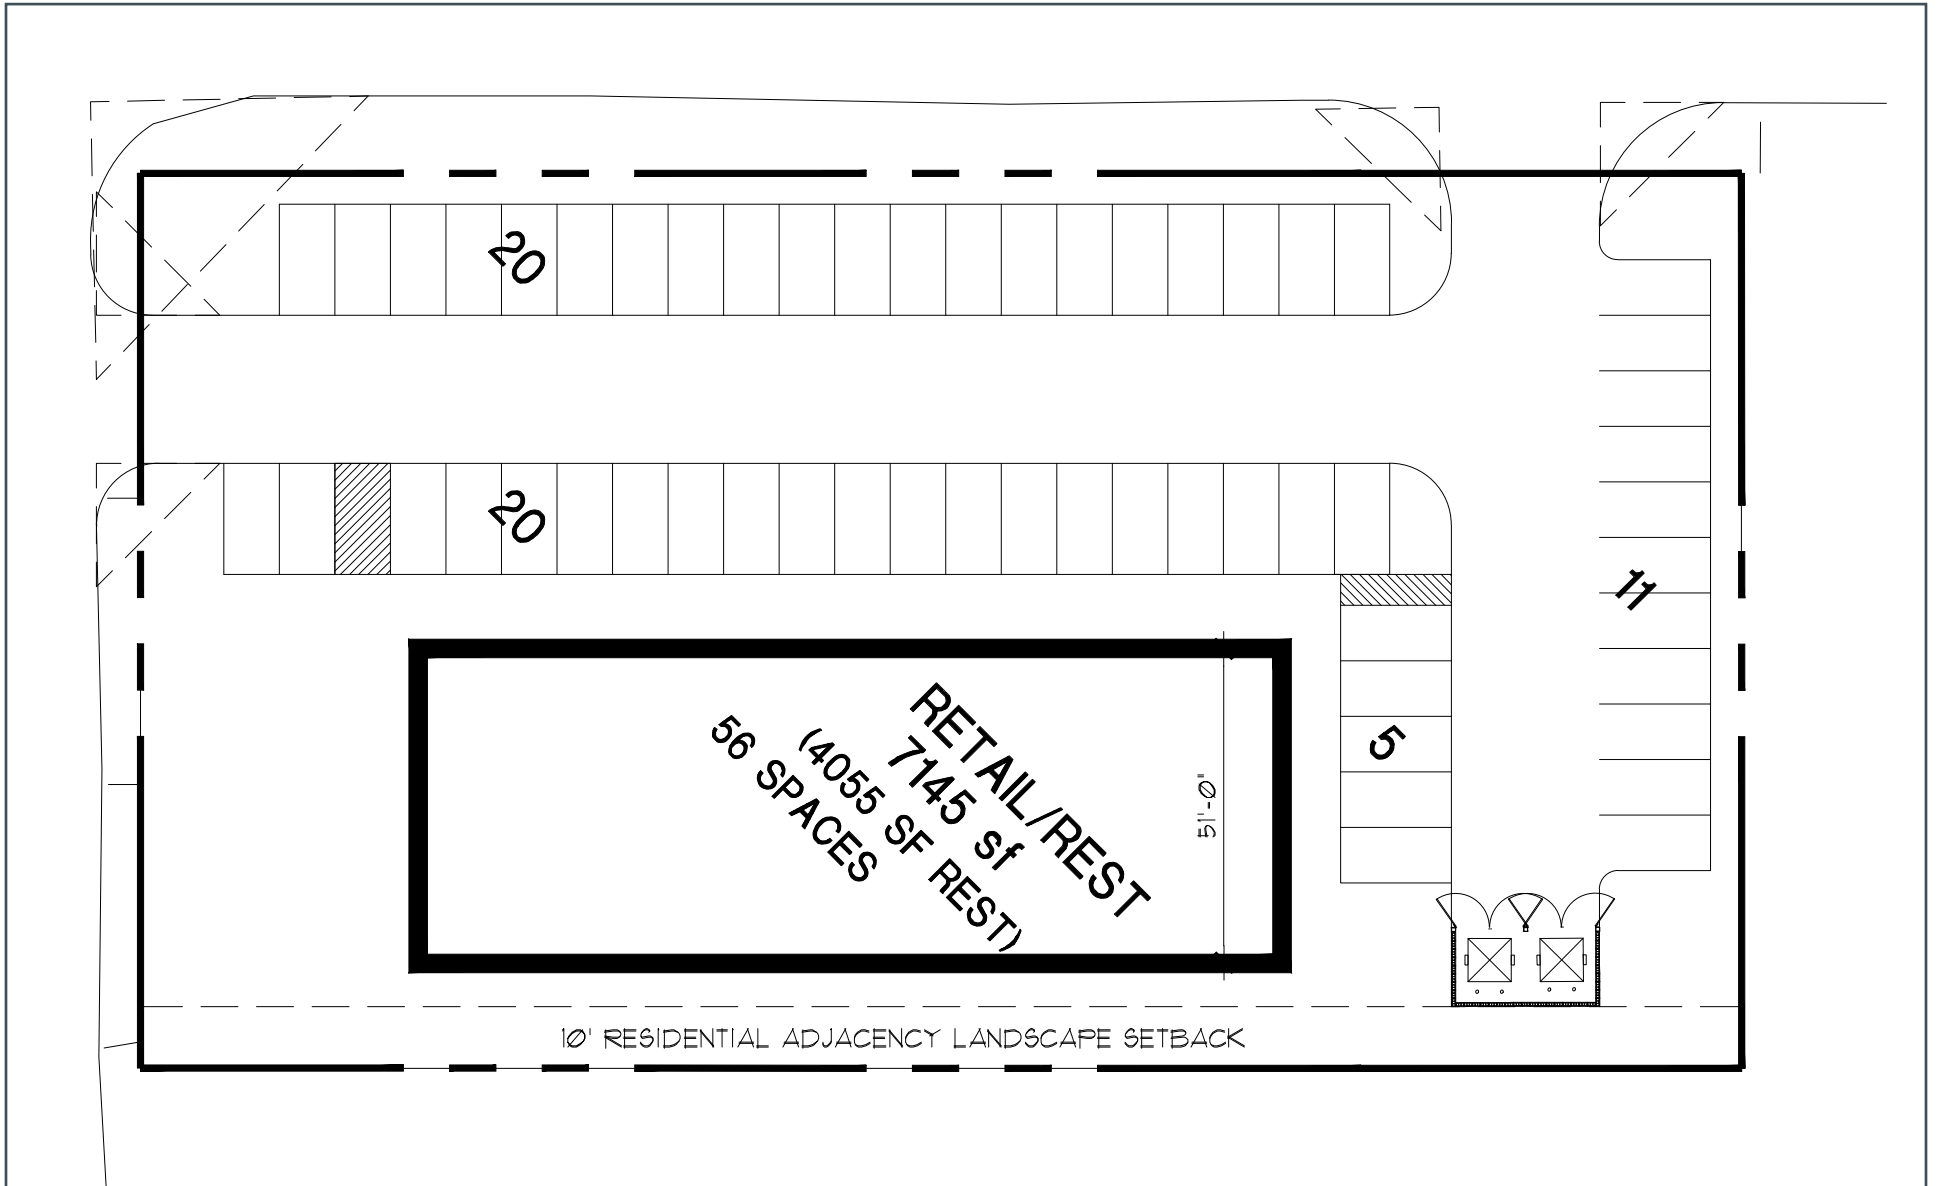 20
20
11
RETAIL/REST
7145 sf
(4055 SF REST)
56 SPACES
5
51'-0"
10' RESIDENTIAL ADJACENCY LANDSCAPE SETBACK